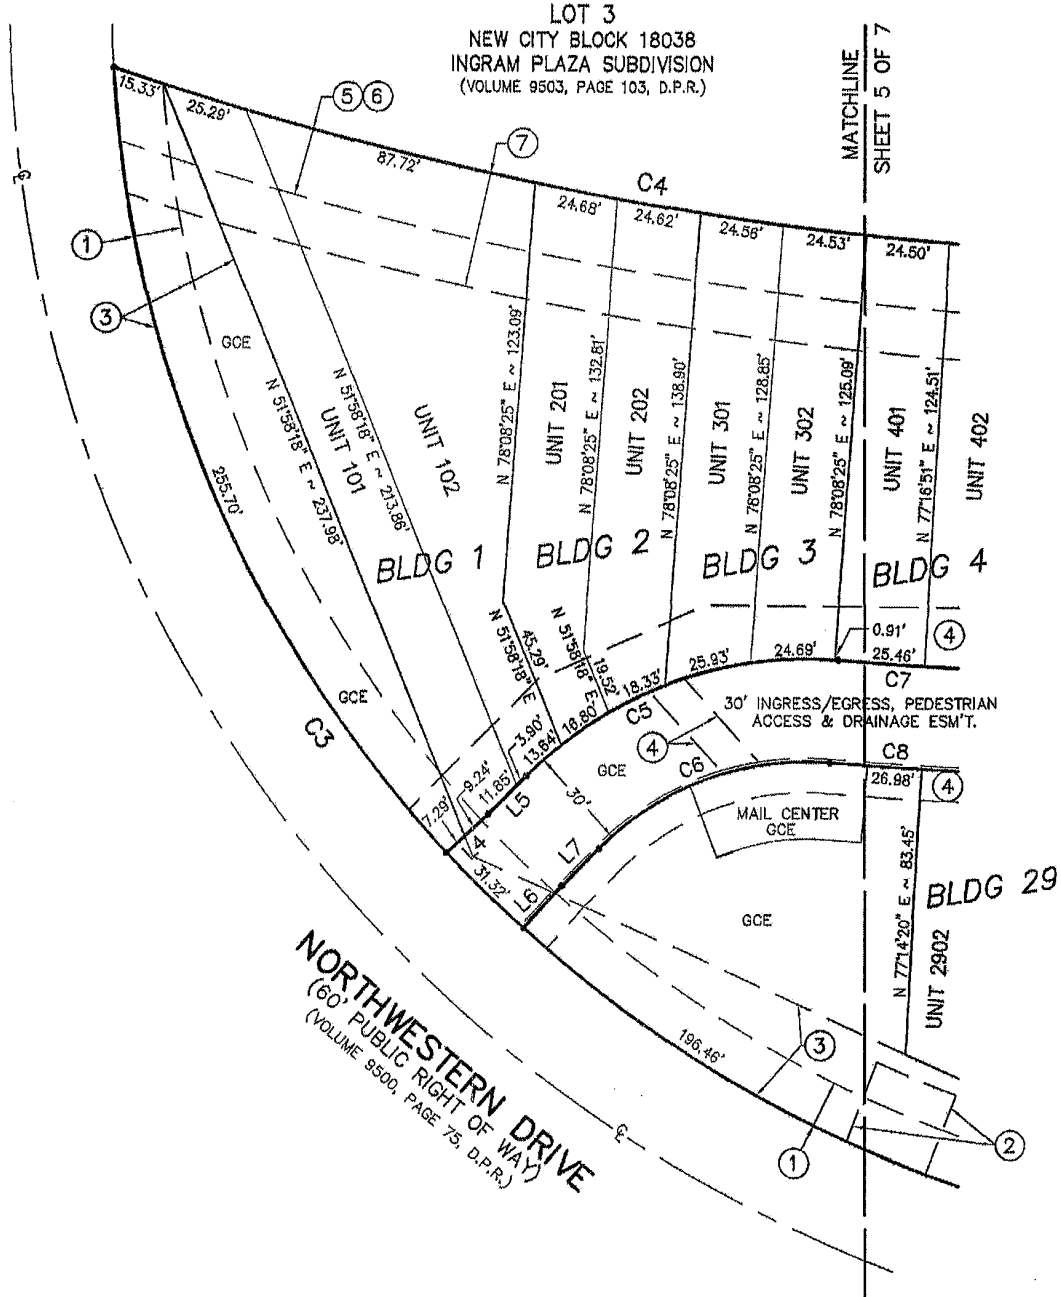 LOT 3
NEW CITY BLOCK 18038
INGRAM PLAZA SUBDIVISION
(VOLUME 9503, PAGE 103, D.P.R.)
MATCHLINE
SHEET 5 OF 7
15.33'
25.29'
5
6
87.72'
7
C4
24.68'
24.62'
24.56'
24.53'
24.50'
1
3
GCE
N 51°58'18" E ~ 237.98'
UNIT 101
N 51°58'18" E ~ 213.86'
UNIT 102
N 78°08'25" E ~ 123.09'
UNIT 201
N 78°08'25" E ~ 132.81'
UNIT 202
N 78°08'25" E ~ 138.90'
UNIT 301
N 78°08'25" E ~ 128.85'
UNIT 302
N 78°08'25" E ~ 125.09'
UNIT 401
N 77°16'51" E ~ 124.51'
UNIT 402
255.70'
BLDG 1
BLDG 2
BLDG 3
BLDG 4
N 51°58'18" E
45.29'
N 51°58'18" E
19.52'
0.91'
4
25.93'
24.69'
25.46'
C7
18.33'
C5
16.80'
13.64'
3.90'
11.85'
9.24'
7.29'
L5
L4
30' INGRESS/EGRESS, PEDESTRIAN
ACCESS & DRAINAGE ESM'T.
4
GCE
C3
GCE
C6
C8
26.98'
4
30'
L7
L6
31.32'
MAIL CENTER
GCE
GCE
N 77°14'20" E ~ 83.45'
BLDG 29
UNIT 2902
NORTHWESTERN DRIVE
(60' PUBLIC RIGHT OF WAY)
(VOLUME 9500, PAGE 75, D.P.R.)
196.46'
3
1
2